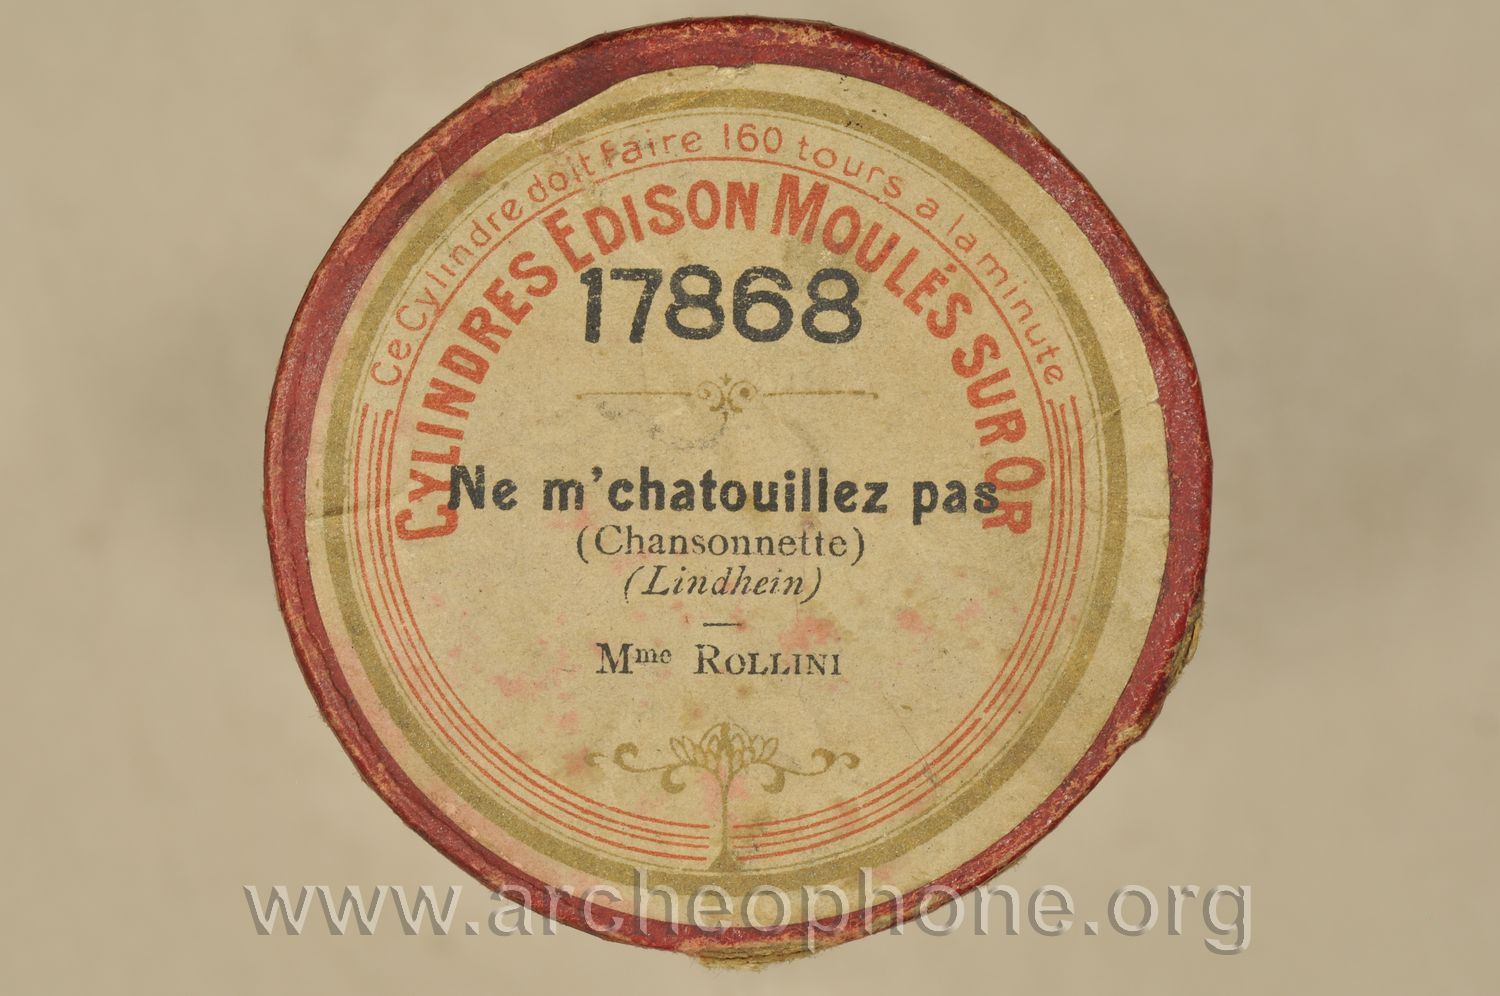 Ce Cylindre doit faire 160 tours a la minute
CYLINDRES EDISON MOULÉS SUR OR
17868
Ne m'chatouillez pas
(Chansonnette)
(Lindhein)
Mme ROLLINI
www.archeophone.org